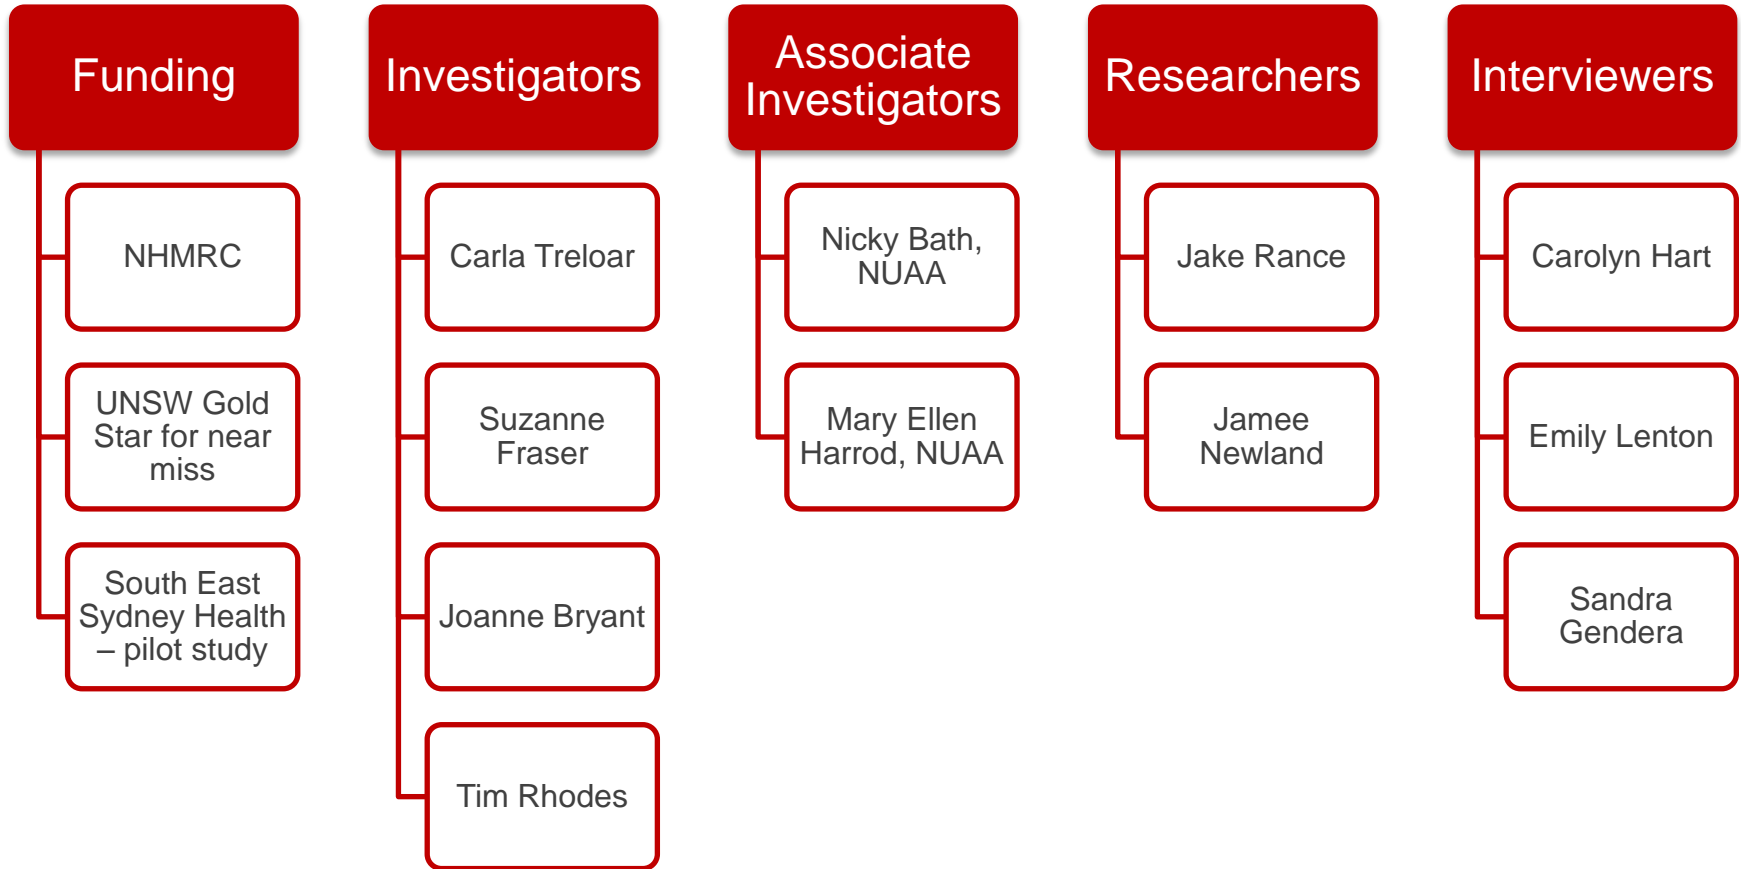 Funding
NHMRC
UNSW Gold
Star for near
miss
South East
Sydney Health
– pilot study
Investigators
Carla Treloar
Suzanne
Fraser
Joanne Bryant
Tim Rhodes
Associate
Investigators
Nicky Bath,
NUAA
Mary Ellen
Harrod, NUAA
Researchers
Jake Rance
Jamee
Newland
Interviewers
Carolyn Hart
Emily Lenton
Sandra
Gendera